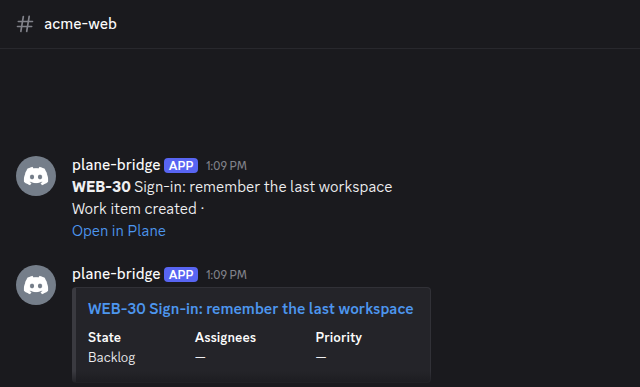 # acme-web
plane-bridge APP 1:09 PM
WEB-30 Sign-in: remember the last workspace
Work item created ·
Open in Plane
plane-bridge APP 1:09 PM
WEB-30 Sign-in: remember the last workspace
State Assignees Priority
Backlog — —